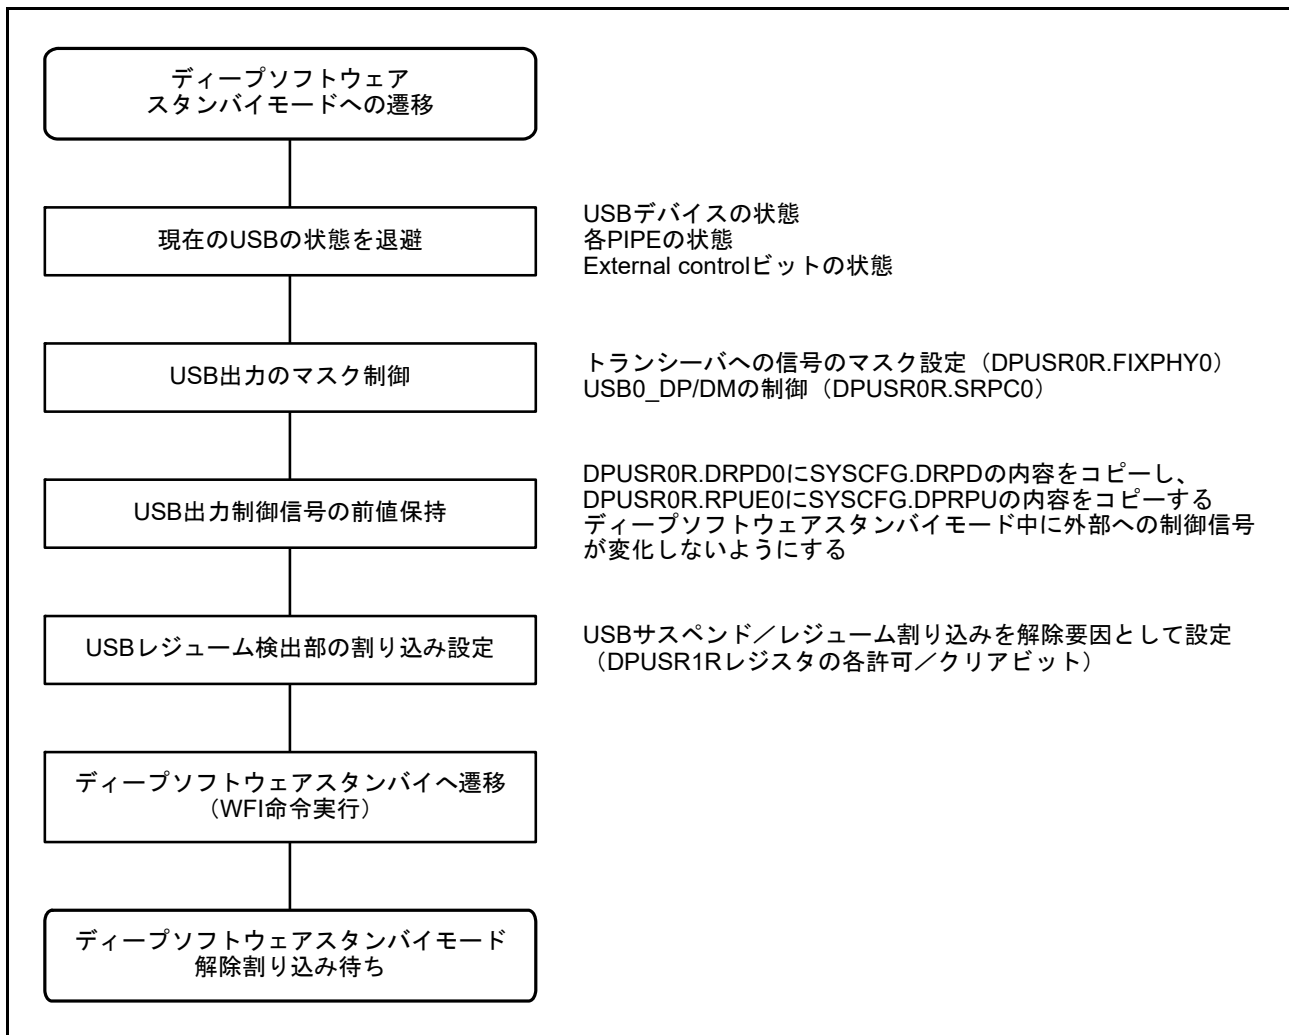 ディープソフトウェア
スタンバイモードへの遷移
現在のUSBの状態を退避
USBデバイスの状態
各PIPEの状態
External controlビットの状態
USB出力のマスク制御
トランシーバへの信号のマスク設定（DPUSR0R.FIXPHY0）
USB0_DP/DMの制御（DPUSR0R.SRPC0）
USB出力制御信号の前値保持
DPUSR0R.DRPD0にSYSCFG.DRPDの内容をコピーし、
DPUSR0R.RPUE0にSYSCFG.DPRPUの内容をコピーする
ディープソフトウェアスタンバイモード中に外部への制御信号
が変化しないようにする
USBレジューム検出部の割り込み設定
USBサスペンド／レジューム割り込みを解除要因として設定
（DPUSR1Rレジスタの各許可／クリアビット）
ディープソフトウェアスタンバイへ遷移
（WFI命令実行）
ディープソフトウェアスタンバイモード
解除割り込み待ち